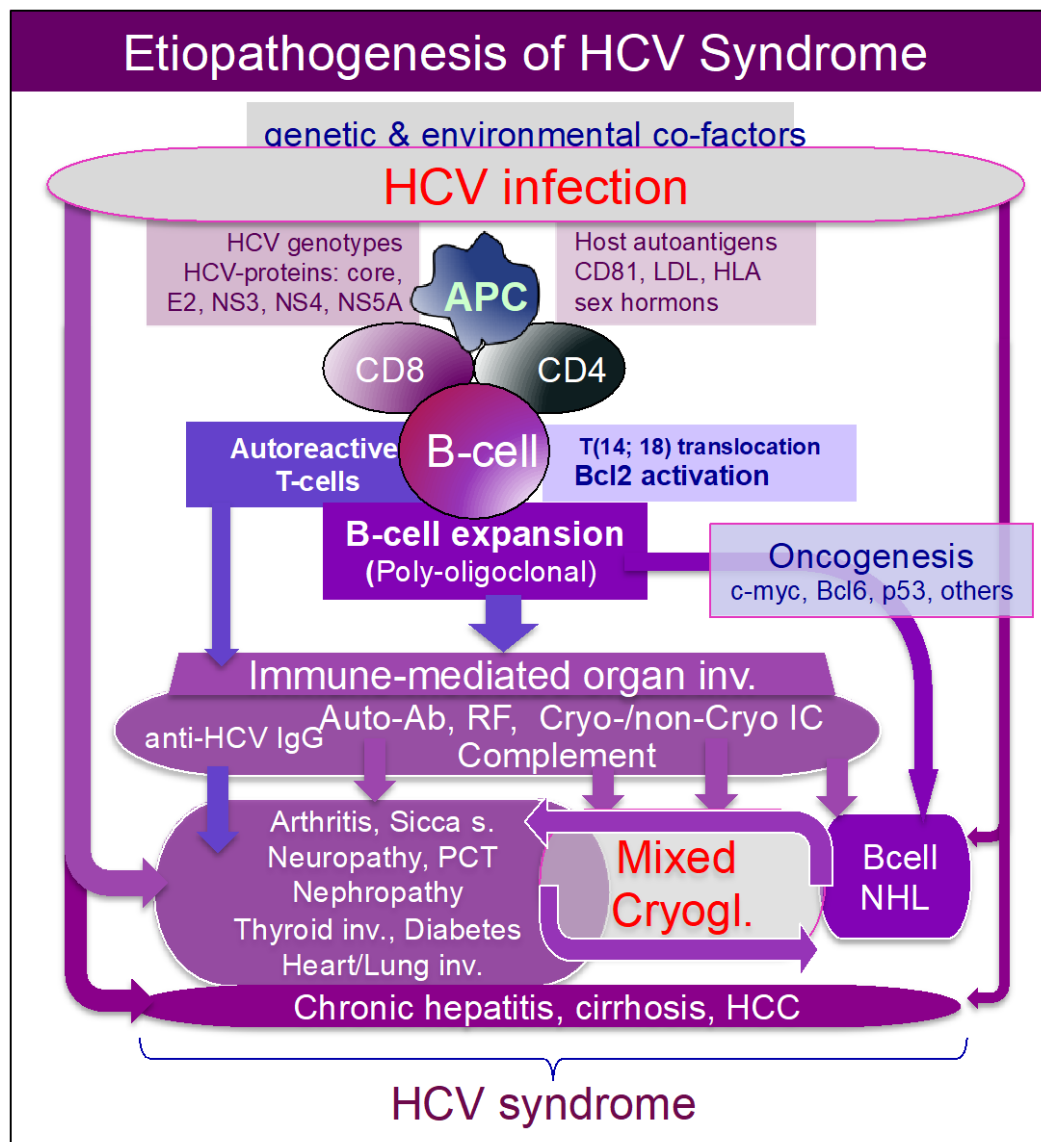 Etiopathogenesis of HCV Syndrome
genetic & environmental co-factors
HCV infection
HCV genotypes
HCV-proteins: core,
E2, NS3, NS4, NS5A
APC
Host autoantigens
CD81, LDL, HLA
sex hormons
CD8
CD4
B-cell
Autoreactive
T-cells
T(14; 18) translocation
Bcl2 activation
B-cell expansion
(Poly-oligoclonal)
Oncogenesis
c-myc, Bcl6, p53, others
Immune-mediated organ inv.
anti-HCV IgG
Auto-Ab, RF, Cryo-/non-Cryo IC
Complement
Arthritis, Sicca s.
Neuropathy, PCT
Nephropathy
Thyroid inv., Diabetes
Heart/Lung inv.
Mixed
Cryogl.
Bcell
NHL
Chronic hepatitis, cirrhosis, HCC
HCV syndrome